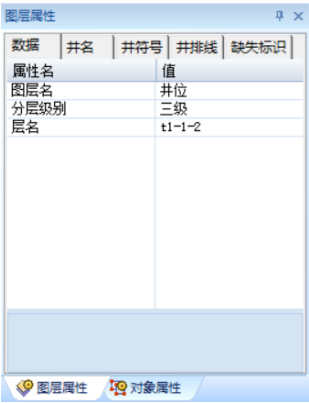 图层属性
数据 井名 井符号 井排线 缺失标识
属性名 值
图层名 井位
分层级别 三级
层名 t1-1-2
图层属性 对象属性